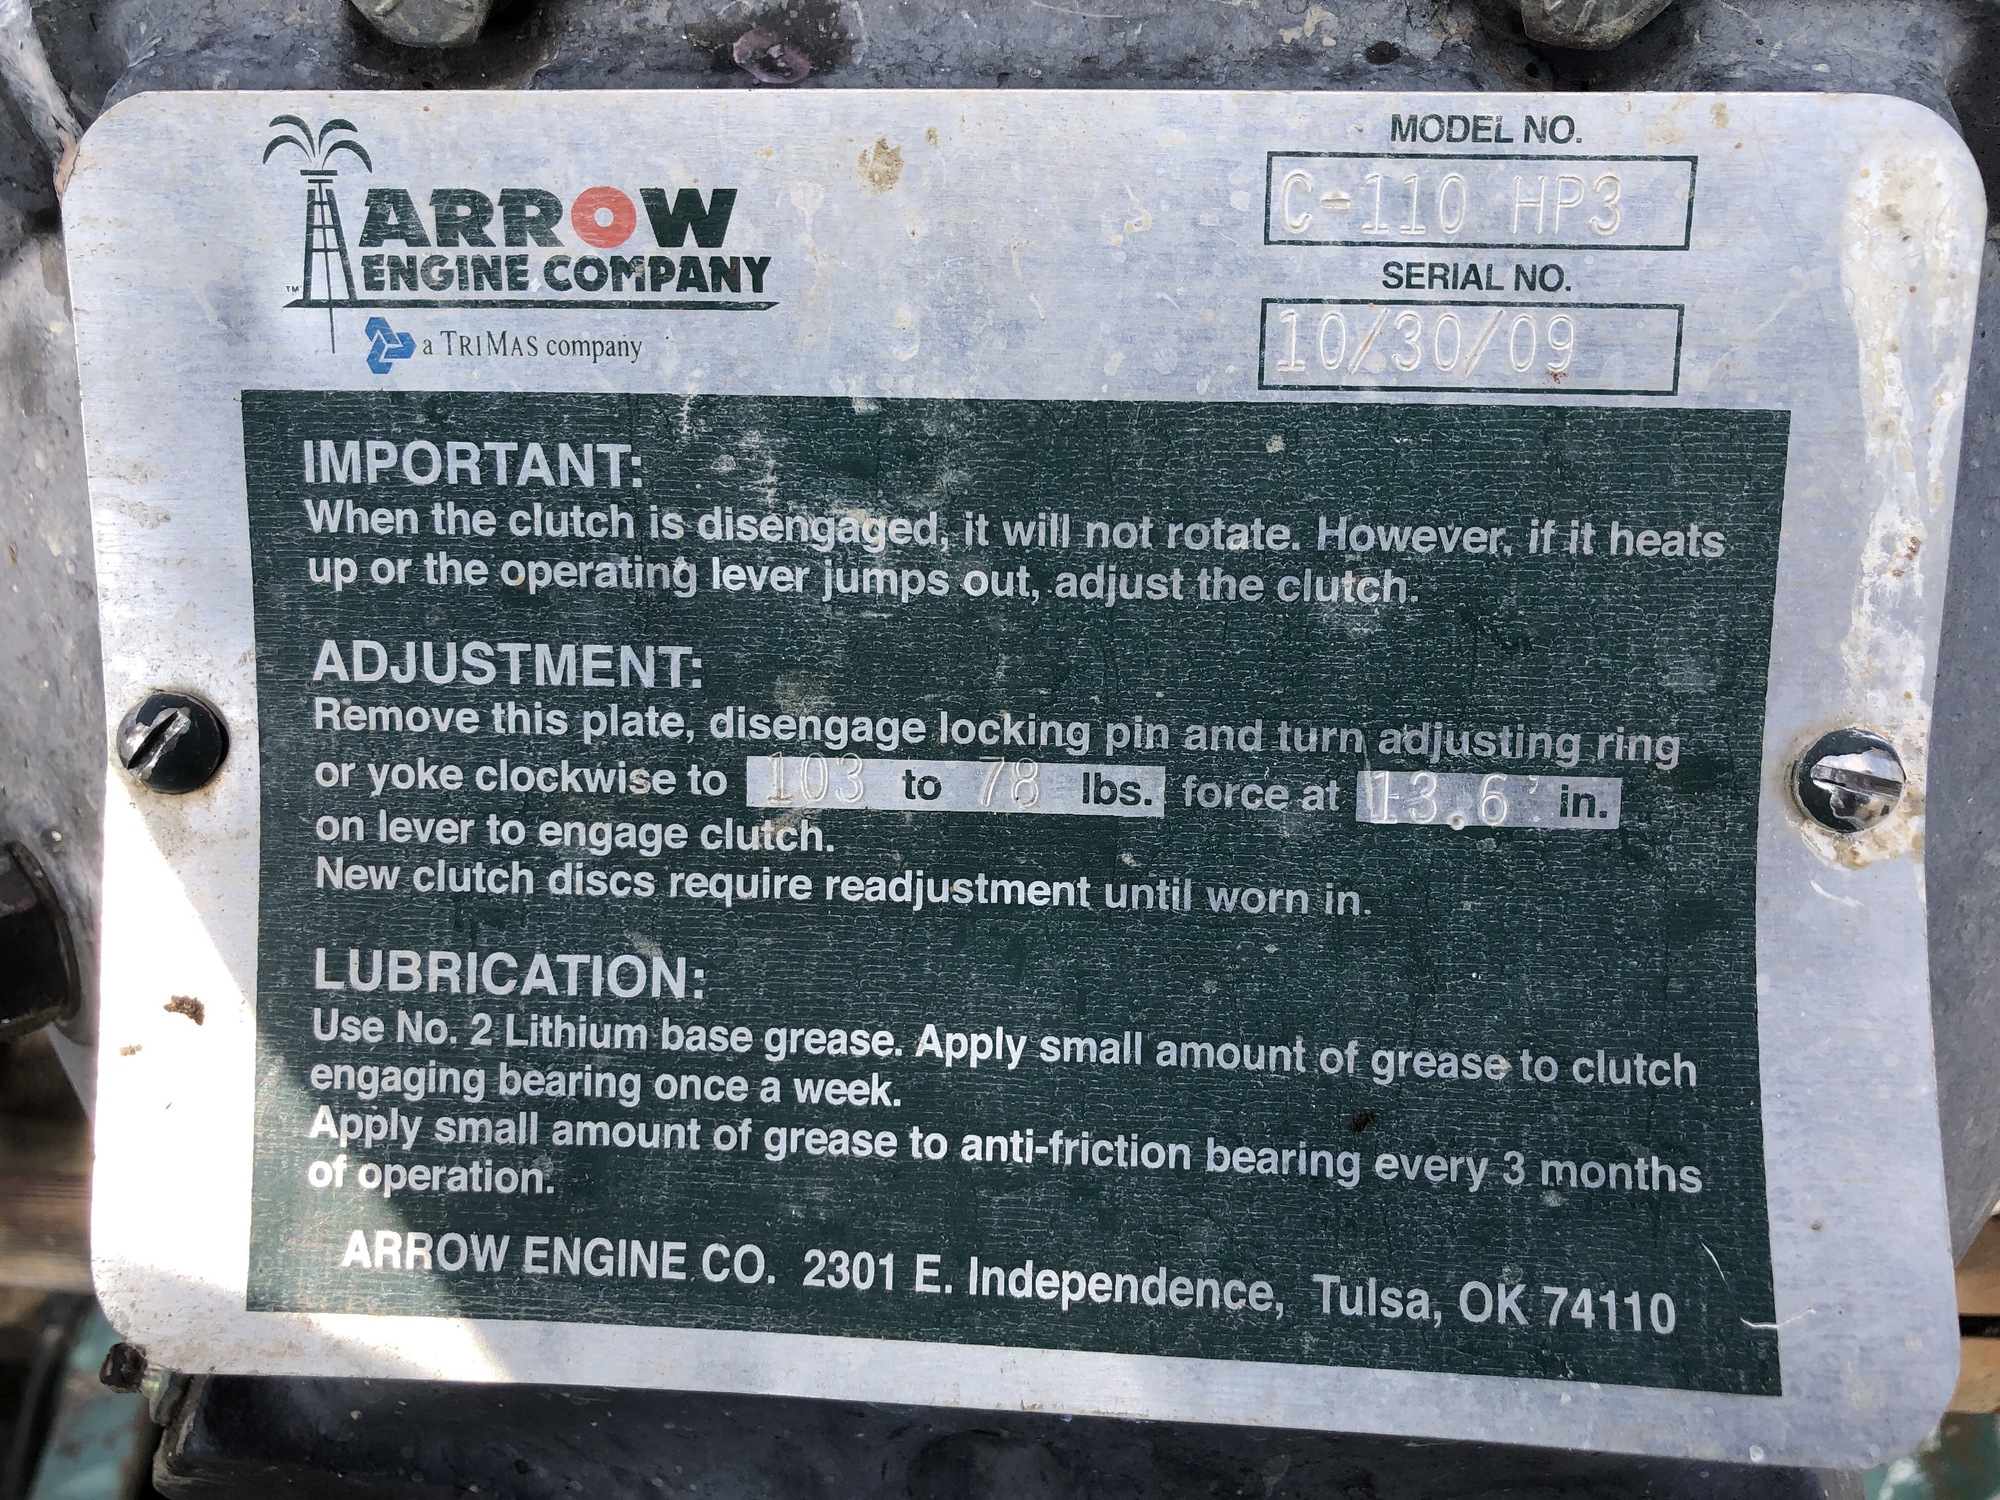 MODEL NO.
C-110 HP3
SERIAL NO.
10/30/09
ARROW
ENGINE COMPANY
TM
a TRIMAS company
IMPORTANT:
When the clutch is disengaged, it will not rotate. However, if it heats
up or the operating lever jumps out, adjust the clutch.
ADJUSTMENT:
Remove this plate, disengage locking pin and turn adjusting ring
or yoke clockwise to 103 to 78 lbs. force at 13.6' in.
on lever to engage clutch.
New clutch discs require readjustment until worn in.
LUBRICATION:
Use No. 2 Lithium base grease. Apply small amount of grease to clutch
engaging bearing once a week.
Apply small amount of grease to anti-friction bearing every 3 months
of operation.
ARROW ENGINE CO. 2301 E. Independence, Tulsa, OK 74110